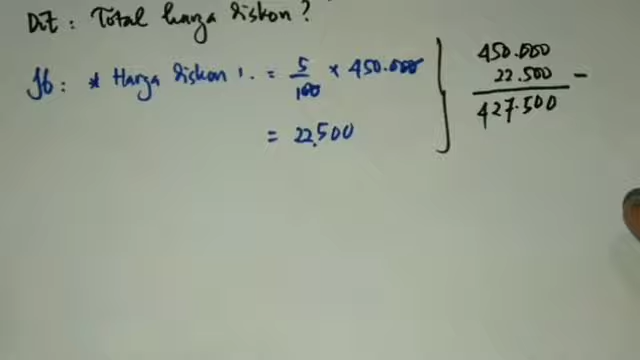 Dit : Total harga diskon ?
Jb : * Harga diskon 1. = 5/100 × 450.000
= 22.500
450.000
22.500 –
427.500